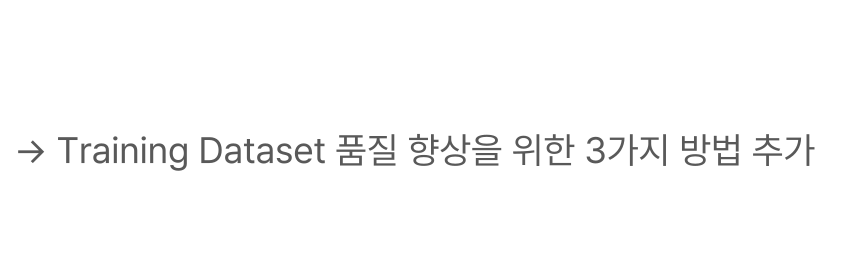 → Training Dataset 품질 향상을 위한 3가지 방법 추가